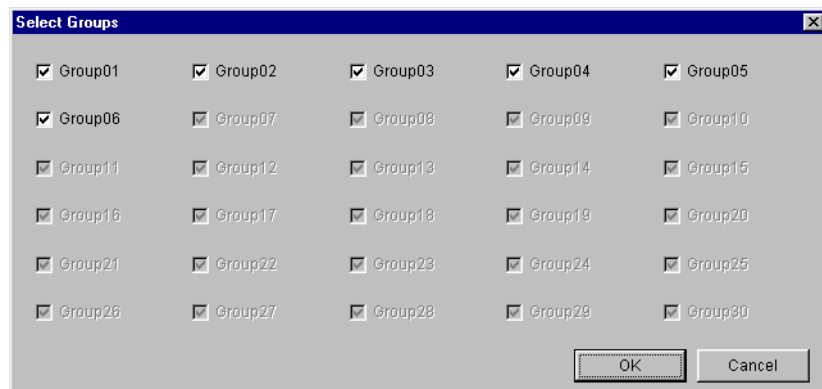 Select Groups
Group01 Group02 Group03 Group04 Group05
Group06 Group07 Group08 Group09 Group10
Group11 Group12 Group13 Group14 Group15
Group16 Group17 Group18 Group19 Group20
Group21 Group22 Group23 Group24 Group25
Group26 Group27 Group28 Group29 Group30
OK Cancel